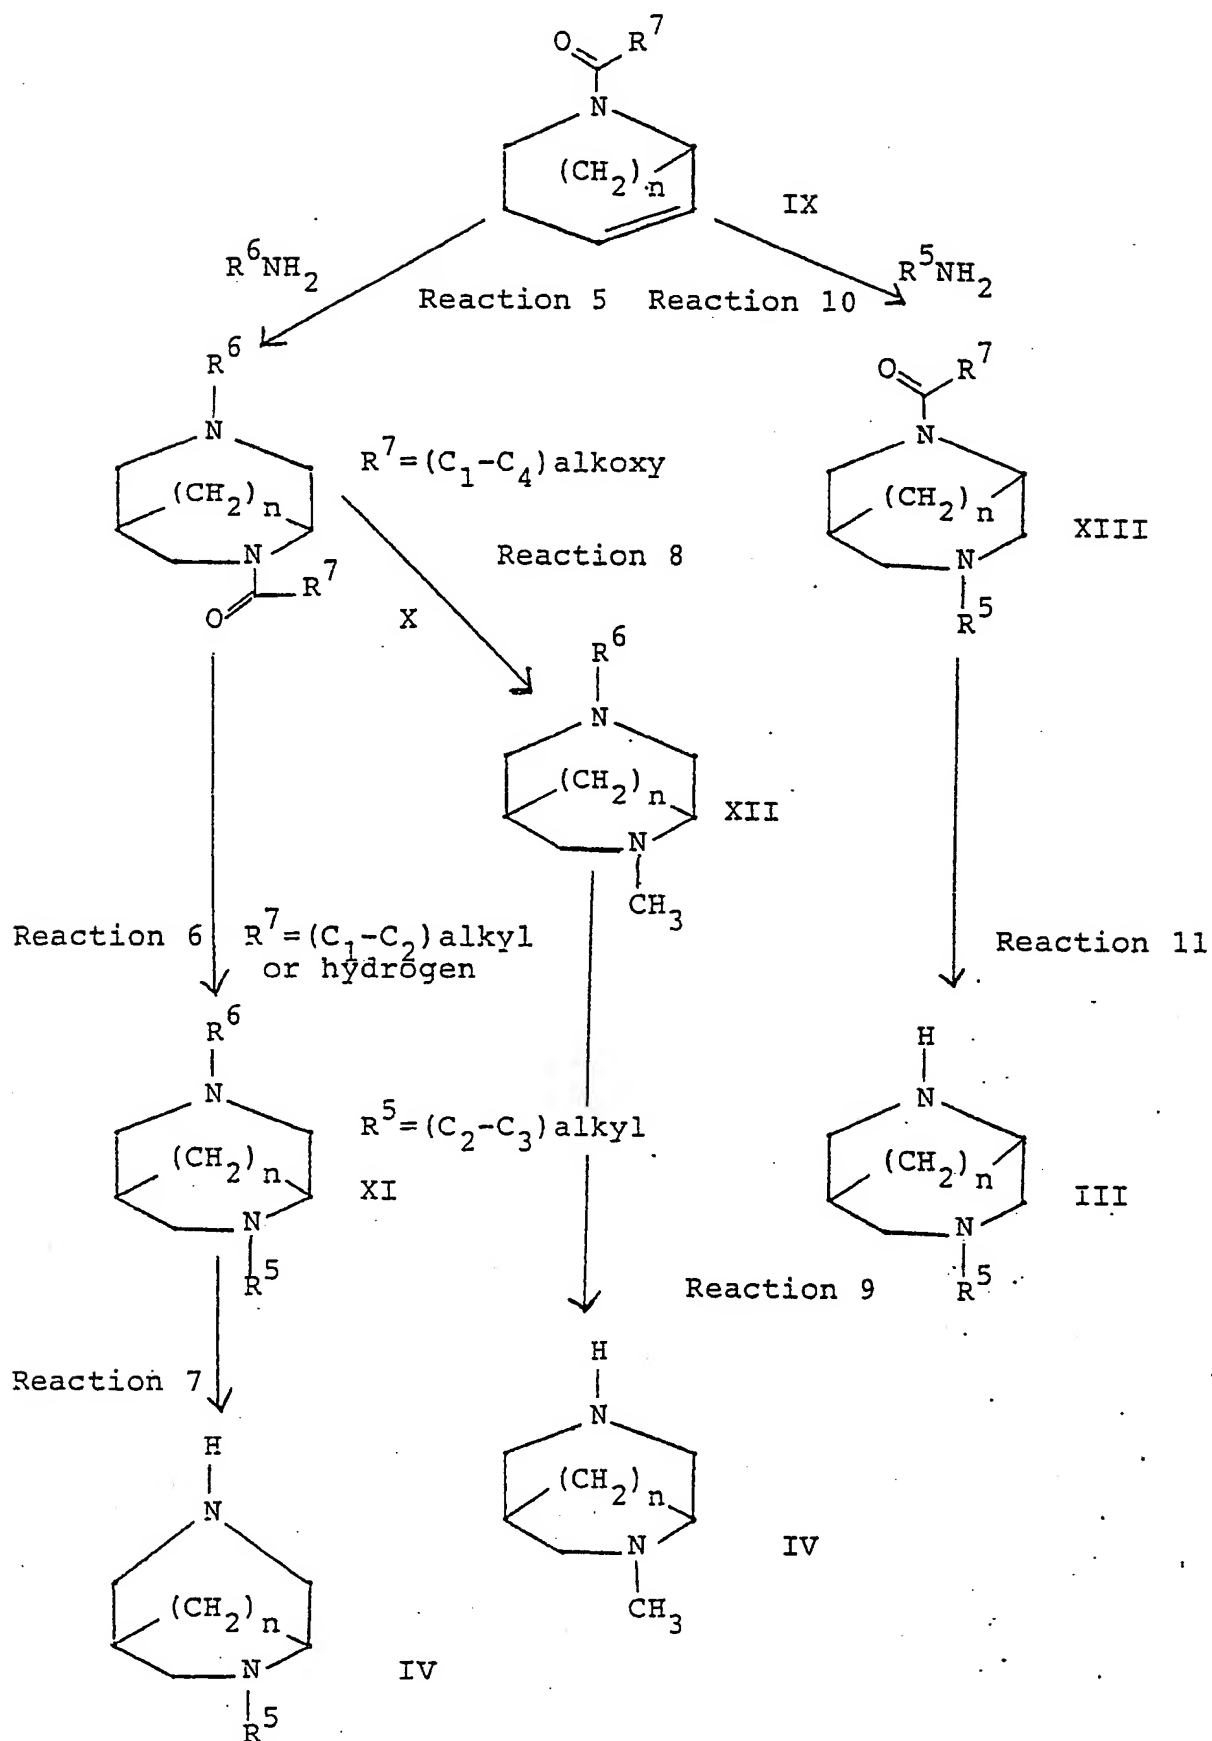 O R7
N
(CH2)n
IX
R6NH2
R5NH2
Reaction 5 Reaction 10
R6
N
(CH2)n
N
R7
O
X
R7=(C1-C4)alkoxy
Reaction 8
O R7
N
(CH2)n
N
R5
XIII
R6
N
(CH2)n
N
CH3
XII
Reaction 6
R7=(C1-C2)alkyl
or hydrogen
Reaction 11
R6
N
(CH2)n
N
R5
XI
R5=(C2-C3)alkyl
H
N
(CH2)n
N
R5
III
Reaction 9
Reaction 7
H
N
(CH2)n
N
R5
IV
H
N
(CH2)n
N
CH3
IV